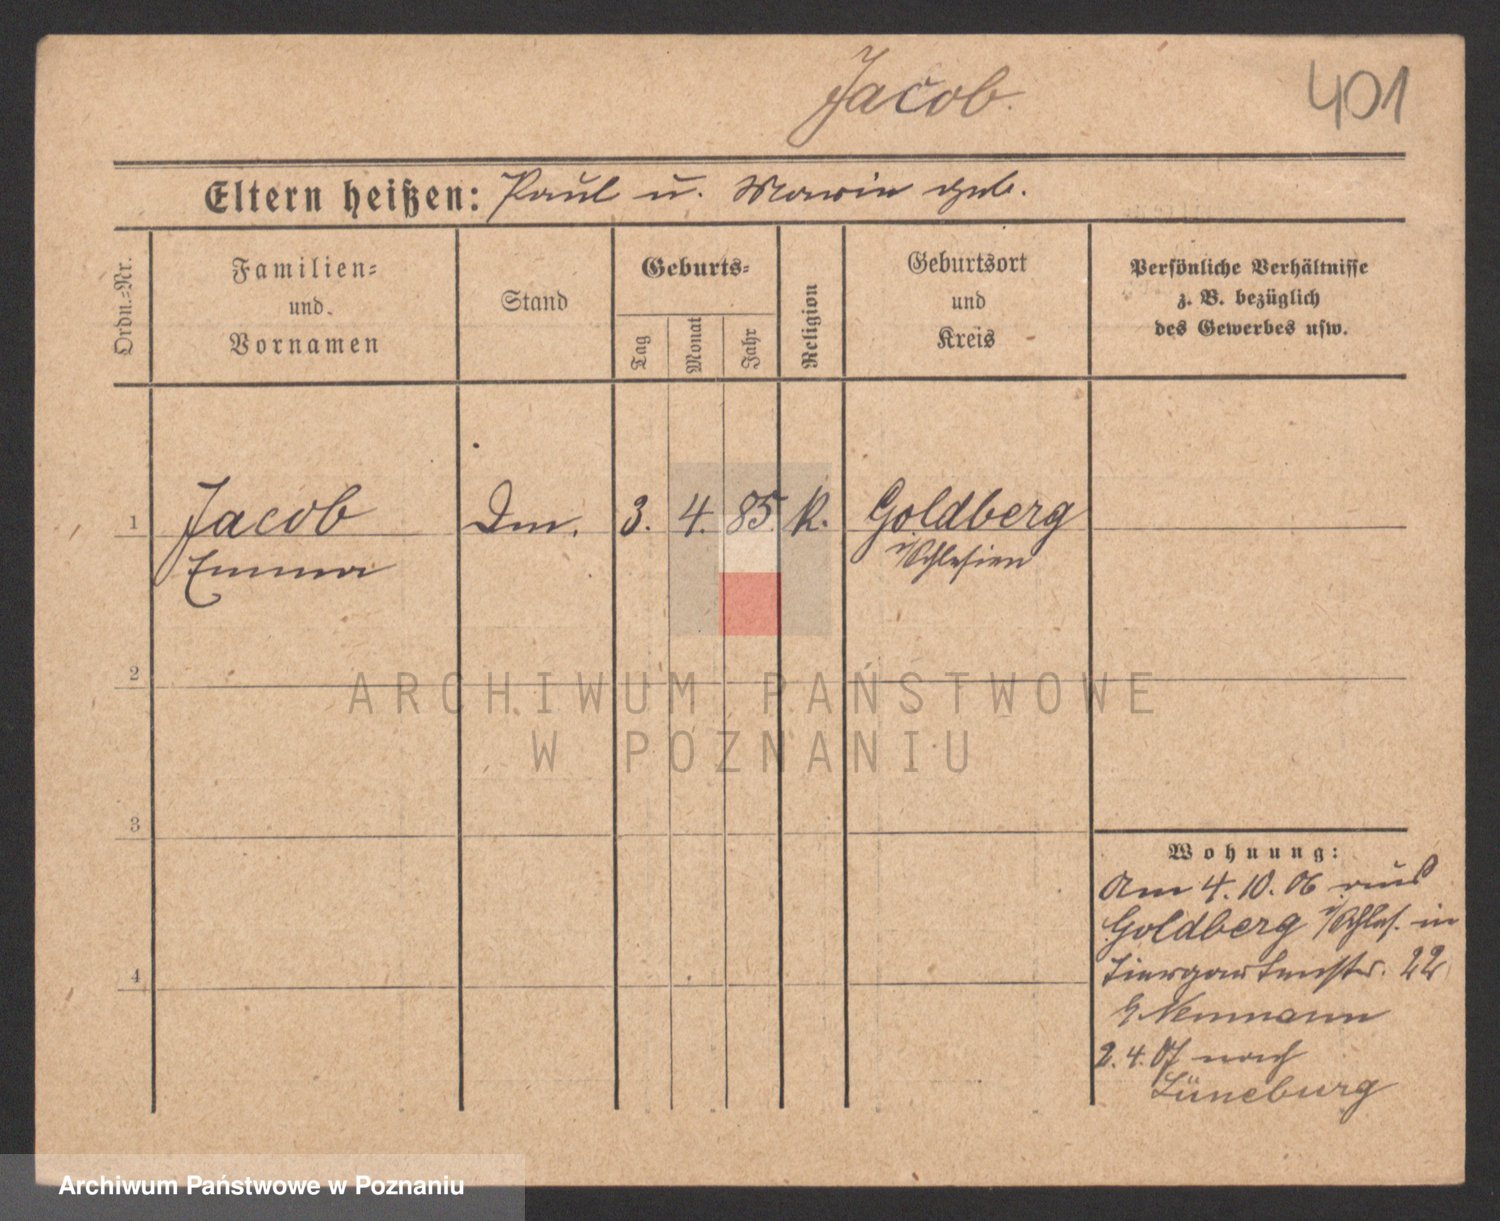 Jacob.
401
Eltern heißen: Paul u. Marie geb.
Ordn.=Nr.
Familien=
und
Vornamen
Stand
Geburts=
Tag
Monat
Jahr
Religion
Geburtsort
und
Kreis
Persönliche Verhältnisse
z. B. bezüglich
des Gewerbes usw.
1
Jacob
Emma
3. 4. 85. K.
Goldberg
i/Schlesien
2
ARCHIWUM PAŃSTWOWE
W POZNANIU
3
4
Wohnung:
Am 4.10.06 aus
Goldberg i/Schles. in
Tiergartenstr. 22
Neumann
2.4.07 nach
Lüneburg
Archiwum Państwowe w Poznaniu